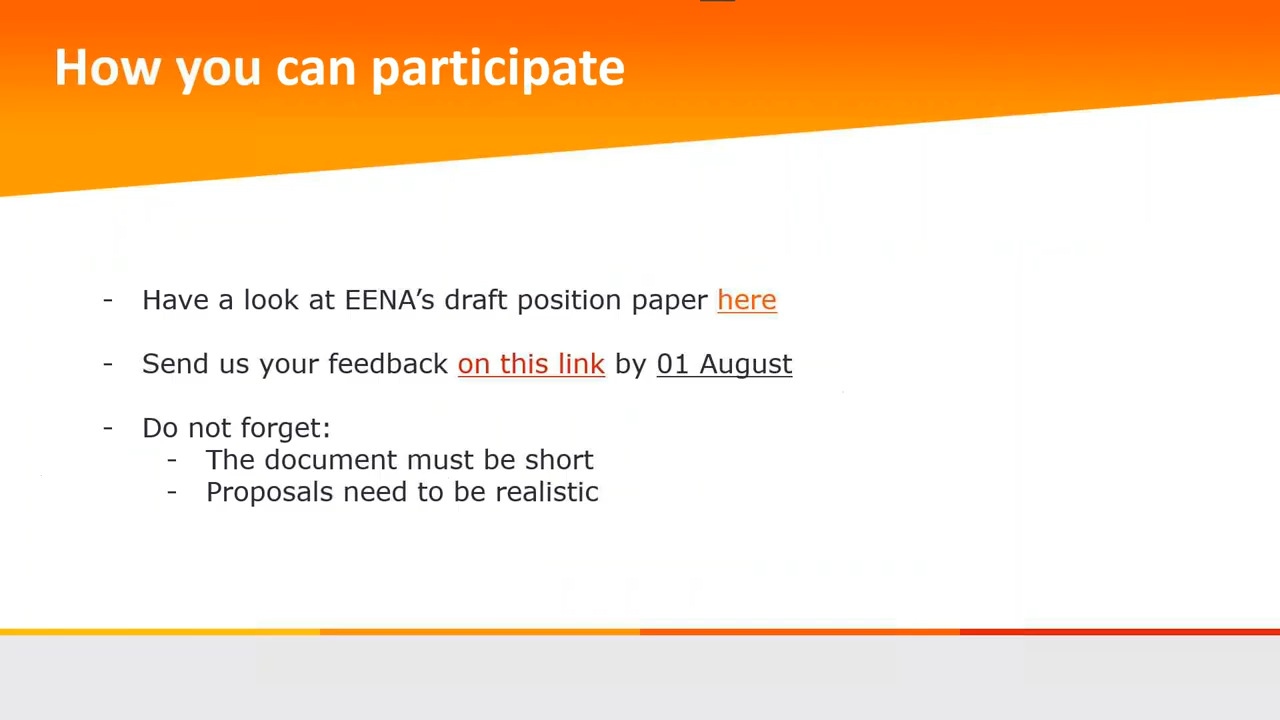 How you can participate
- Have a look at EENA’s draft position paper here
- Send us your feedback on this link by 01 August
- Do not forget:
- The document must be short
- Proposals need to be realistic